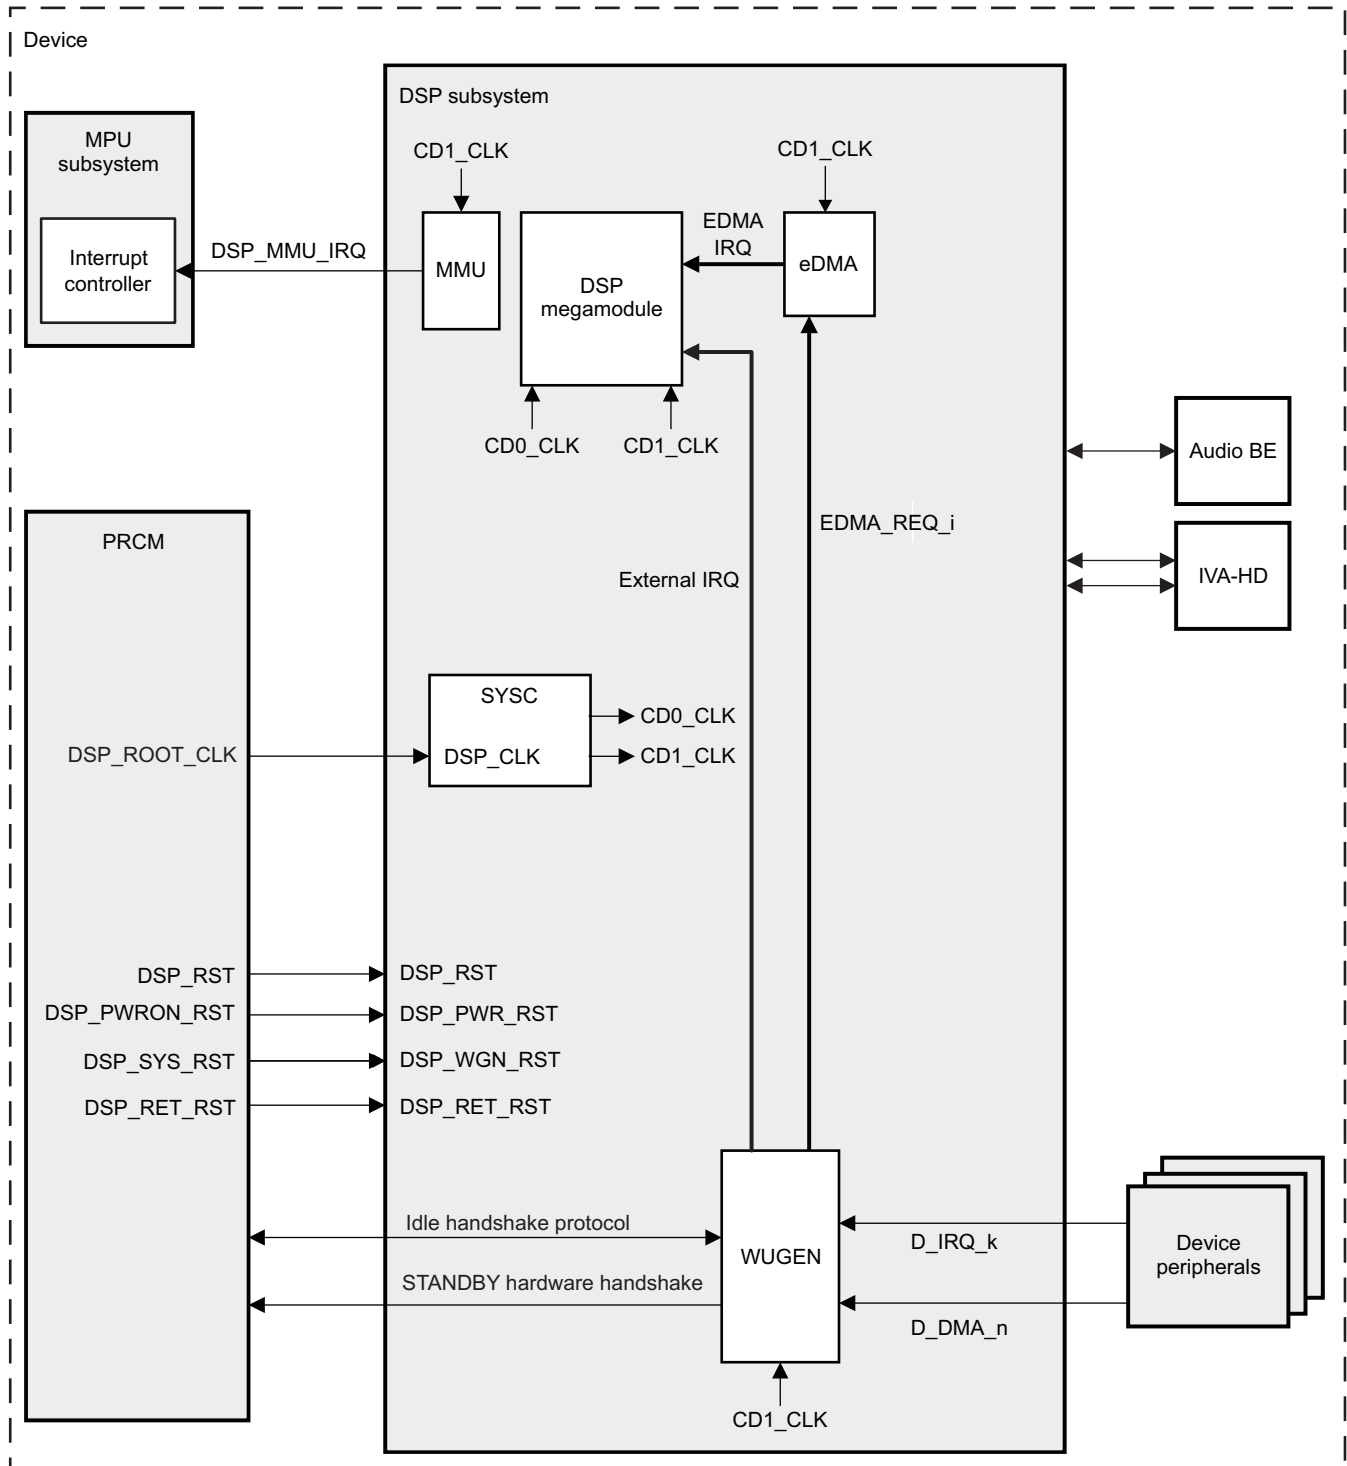 Device
DSP subsystem
MPU
subsystem
Interrupt
controller
DSP_MMU_IRQ
CD1_CLK
MMU
DSP
megamodule
EDMA
IRQ
CD1_CLK
eDMA
CD0_CLK
CD1_CLK
Audio BE
IVA-HD
EDMA_REQ_i
External IRQ
PRCM
SYSC
DSP_CLK
CD0_CLK
CD1_CLK
DSP_ROOT_CLK
DSP_RST
DSP_RST
DSP_PWRON_RST
DSP_PWR_RST
DSP_SYS_RST
DSP_WGN_RST
DSP_RET_RST
DSP_RET_RST
Idle handshake protocol
STANDBY hardware handshake
WUGEN
D_IRQ_k
D_DMA_n
Device
peripherals
CD1_CLK